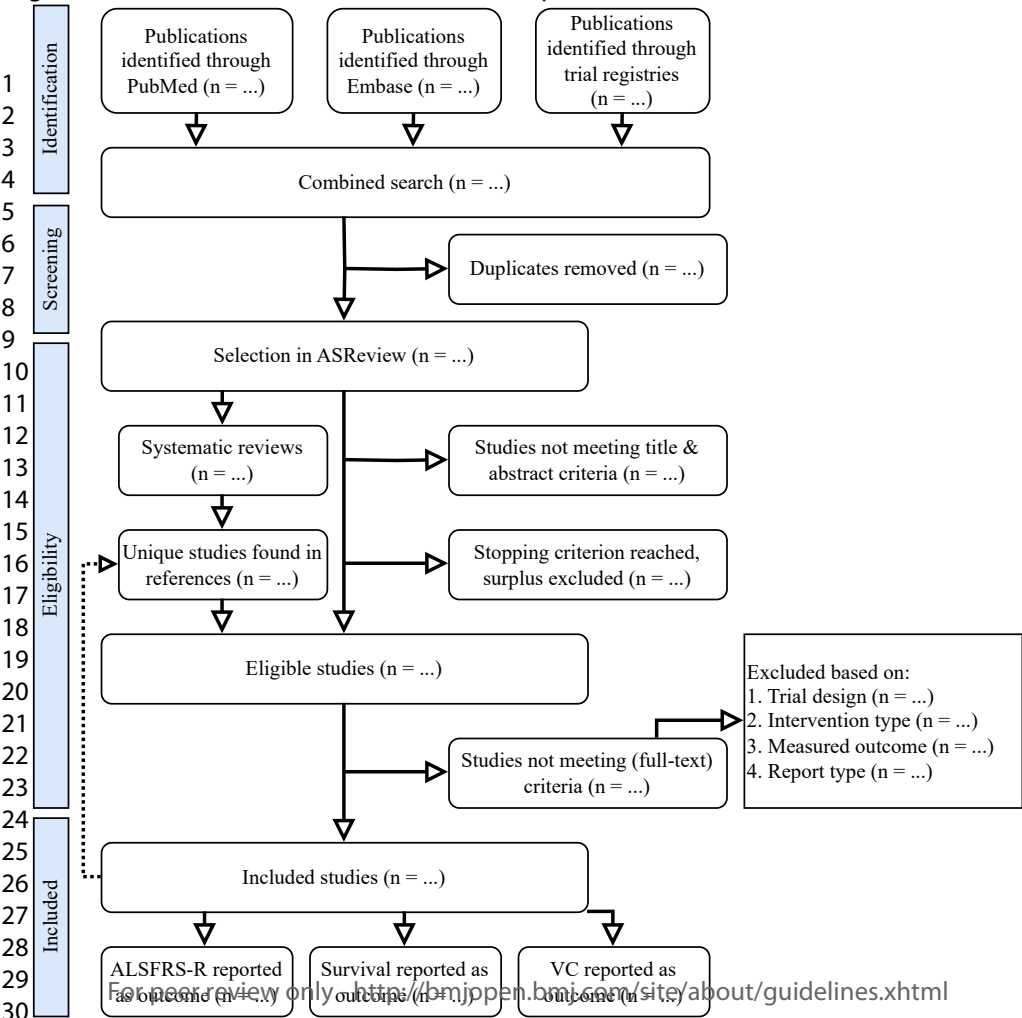 Identification
Publications
identified through
PubMed (n = ...)
Publications
identified through
Embase (n = ...)
Publications
identified through
trial registries
(n = ...)
Combined search (n = ...)
Screening
Duplicates removed (n = ...)
Selection in ASReview (n = ...)
Eligibility
Systematic reviews
(n = ...)
Studies not meeting title &
abstract criteria (n = ...)
Unique studies found in
references (n = ...)
Stopping criterion reached,
surplus excluded (n = ...)
Eligible studies (n = ...)
Studies not meeting (full-text)
criteria (n = ...)
Excluded based on:
1. Trial design (n = ...)
2. Intervention type (n = ...)
3. Measured outcome (n = ...)
4. Report type (n = ...)
Included
Included studies (n = ...)
ALSFRS-R reported
as outcome (n = ...)
Survival reported as
outcome (n = ...)
VC reported as
outcome (n = ...)
For peer review only - http://bmjopen.bmj.com/site/about/guidelines.xhtml
1
2
3
4
5
6
7
8
9
10
11
12
13
14
15
16
17
18
19
20
21
22
23
24
25
26
27
28
29
30